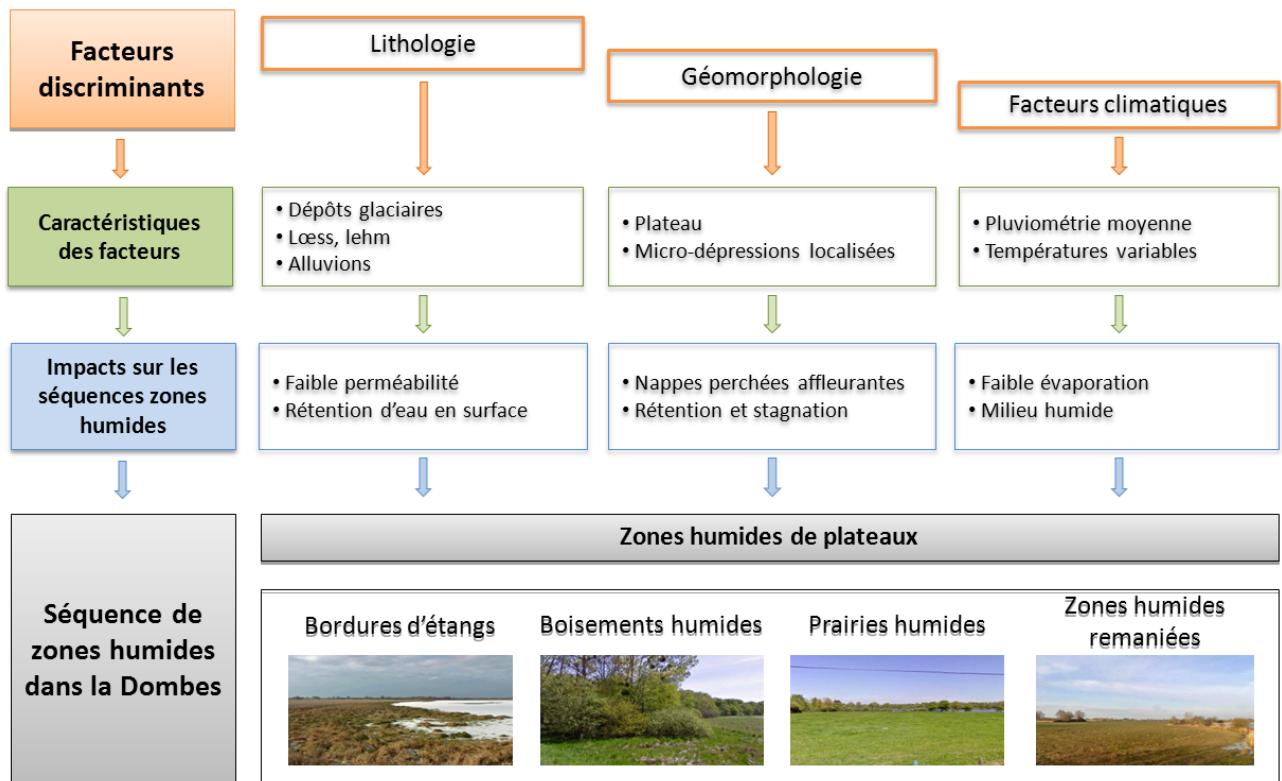 Facteurs
discriminants
Lithologie
Géomorphologie
Facteurs climatiques
Caractéristiques
des facteurs
• Dépôts glaciaires
• Lœss, lehm
• Alluvions
• Plateau
• Micro-dépressions localisées
• Pluviométrie moyenne
• Températures variables
Impacts sur les
séquences zones
humides
• Faible perméabilité
• Rétention d’eau en surface
• Nappes perchées affleurantes
• Rétention et stagnation
• Faible évaporation
• Milieu humide
Séquence de
zones humides
dans la Dombes
Zones humides de plateaux
Bordures d’étangs
Boisements humides
Prairies humides
Zones humides
remaniées